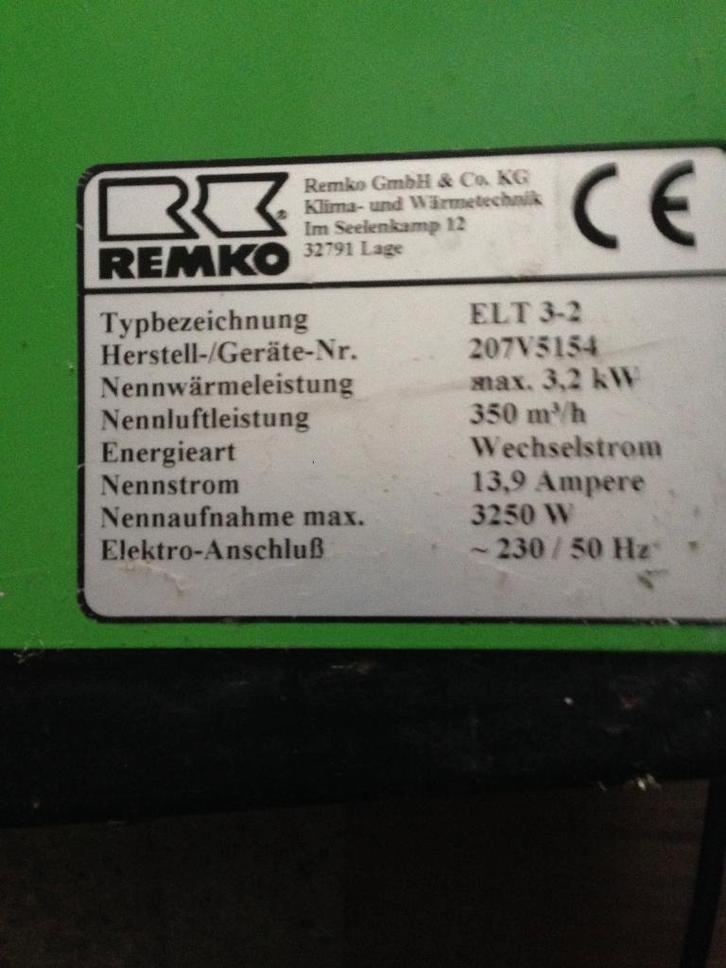 REMKO
Remko GmbH & Co. KG
Klima- und Wärmetechnik
Im Seelenkamp 12
32791 Lage
CE
Typbezeichnung ELT 3-2
Herstell-/Geräte-Nr. 207V5154
Nennwärmeleistung max. 3,2 kW
Nennluftleistung 350 m³/h
Energieart Wechselstrom
Nennstrom 13,9 Ampere
Nennaufnahme max. 3250 W
Elektro-Anschluß ~ 230 / 50 Hz